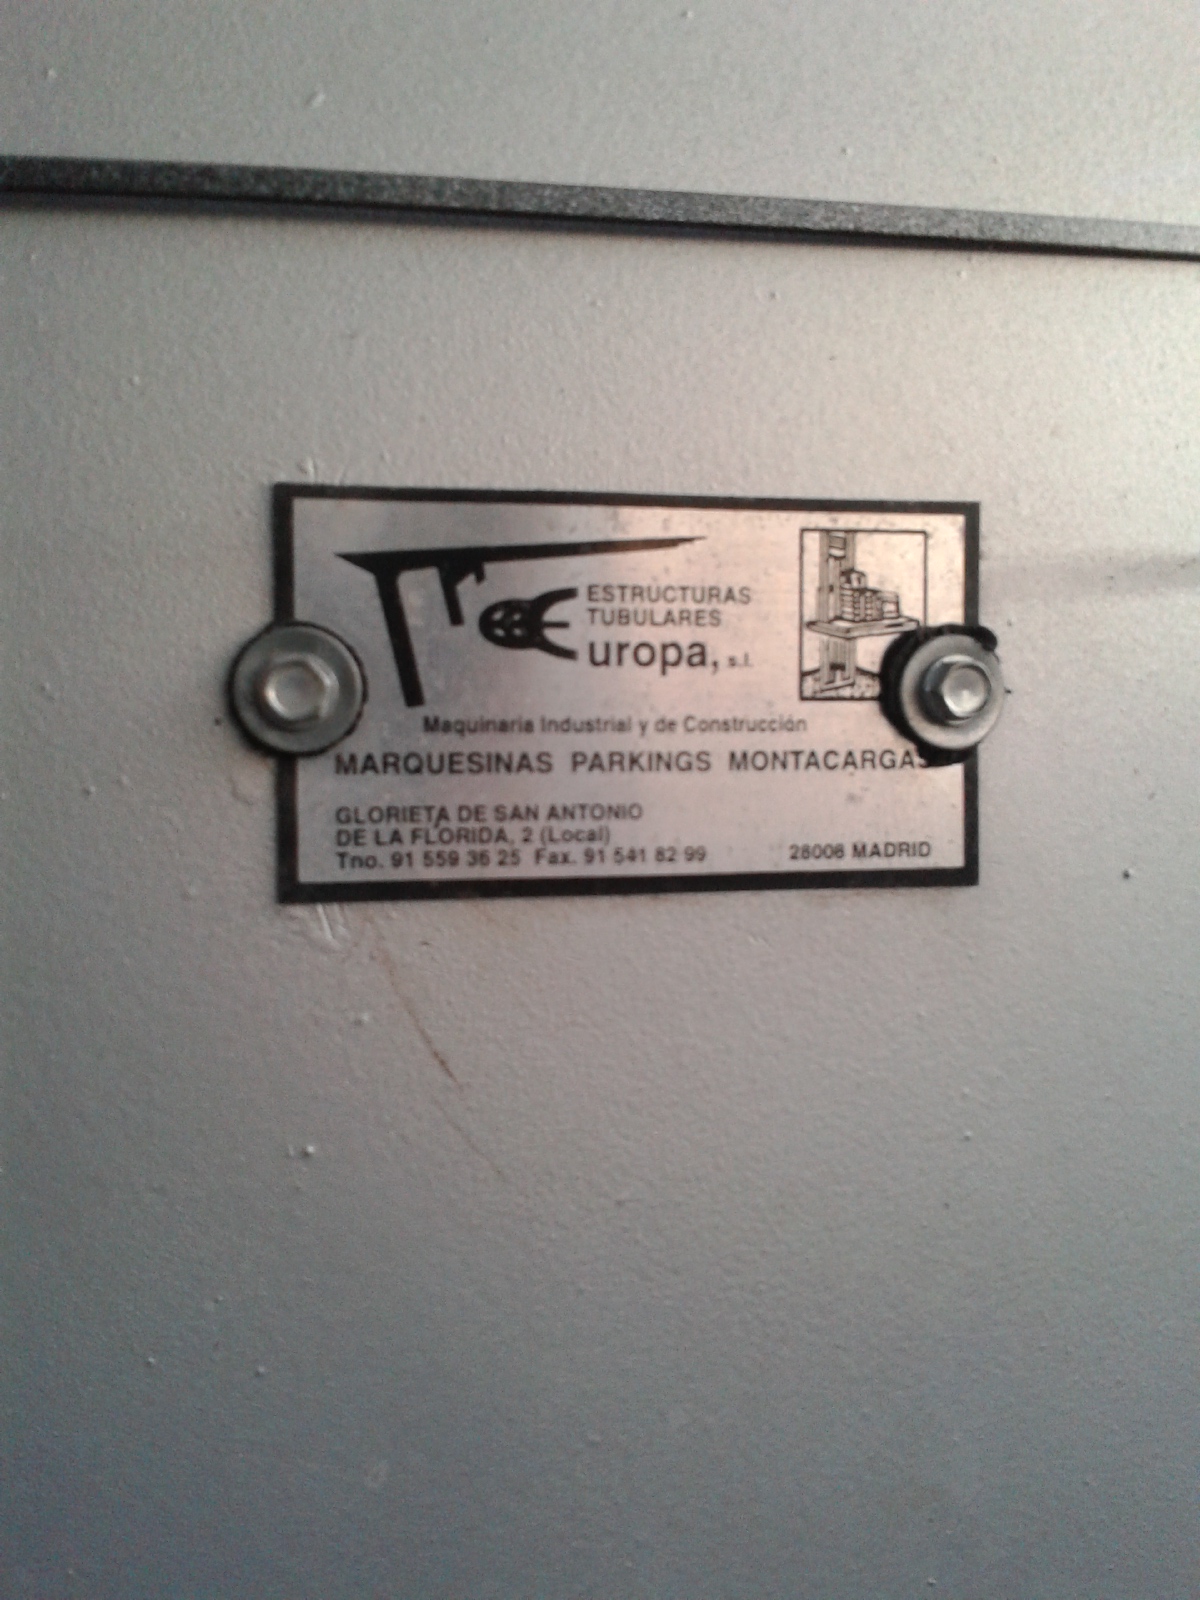 ESTRUCTURAS
TUBULARES
Europa, s.l.
Maquinaria Industrial y de Construcción
MARQUESINAS PARKINGS MONTACARGAS
GLORIETA DE SAN ANTONIO
DE LA FLORIDA, 2 (Local)
Tno. 91 559 36 25 Fax. 91 541 82 99
28008 MADRID